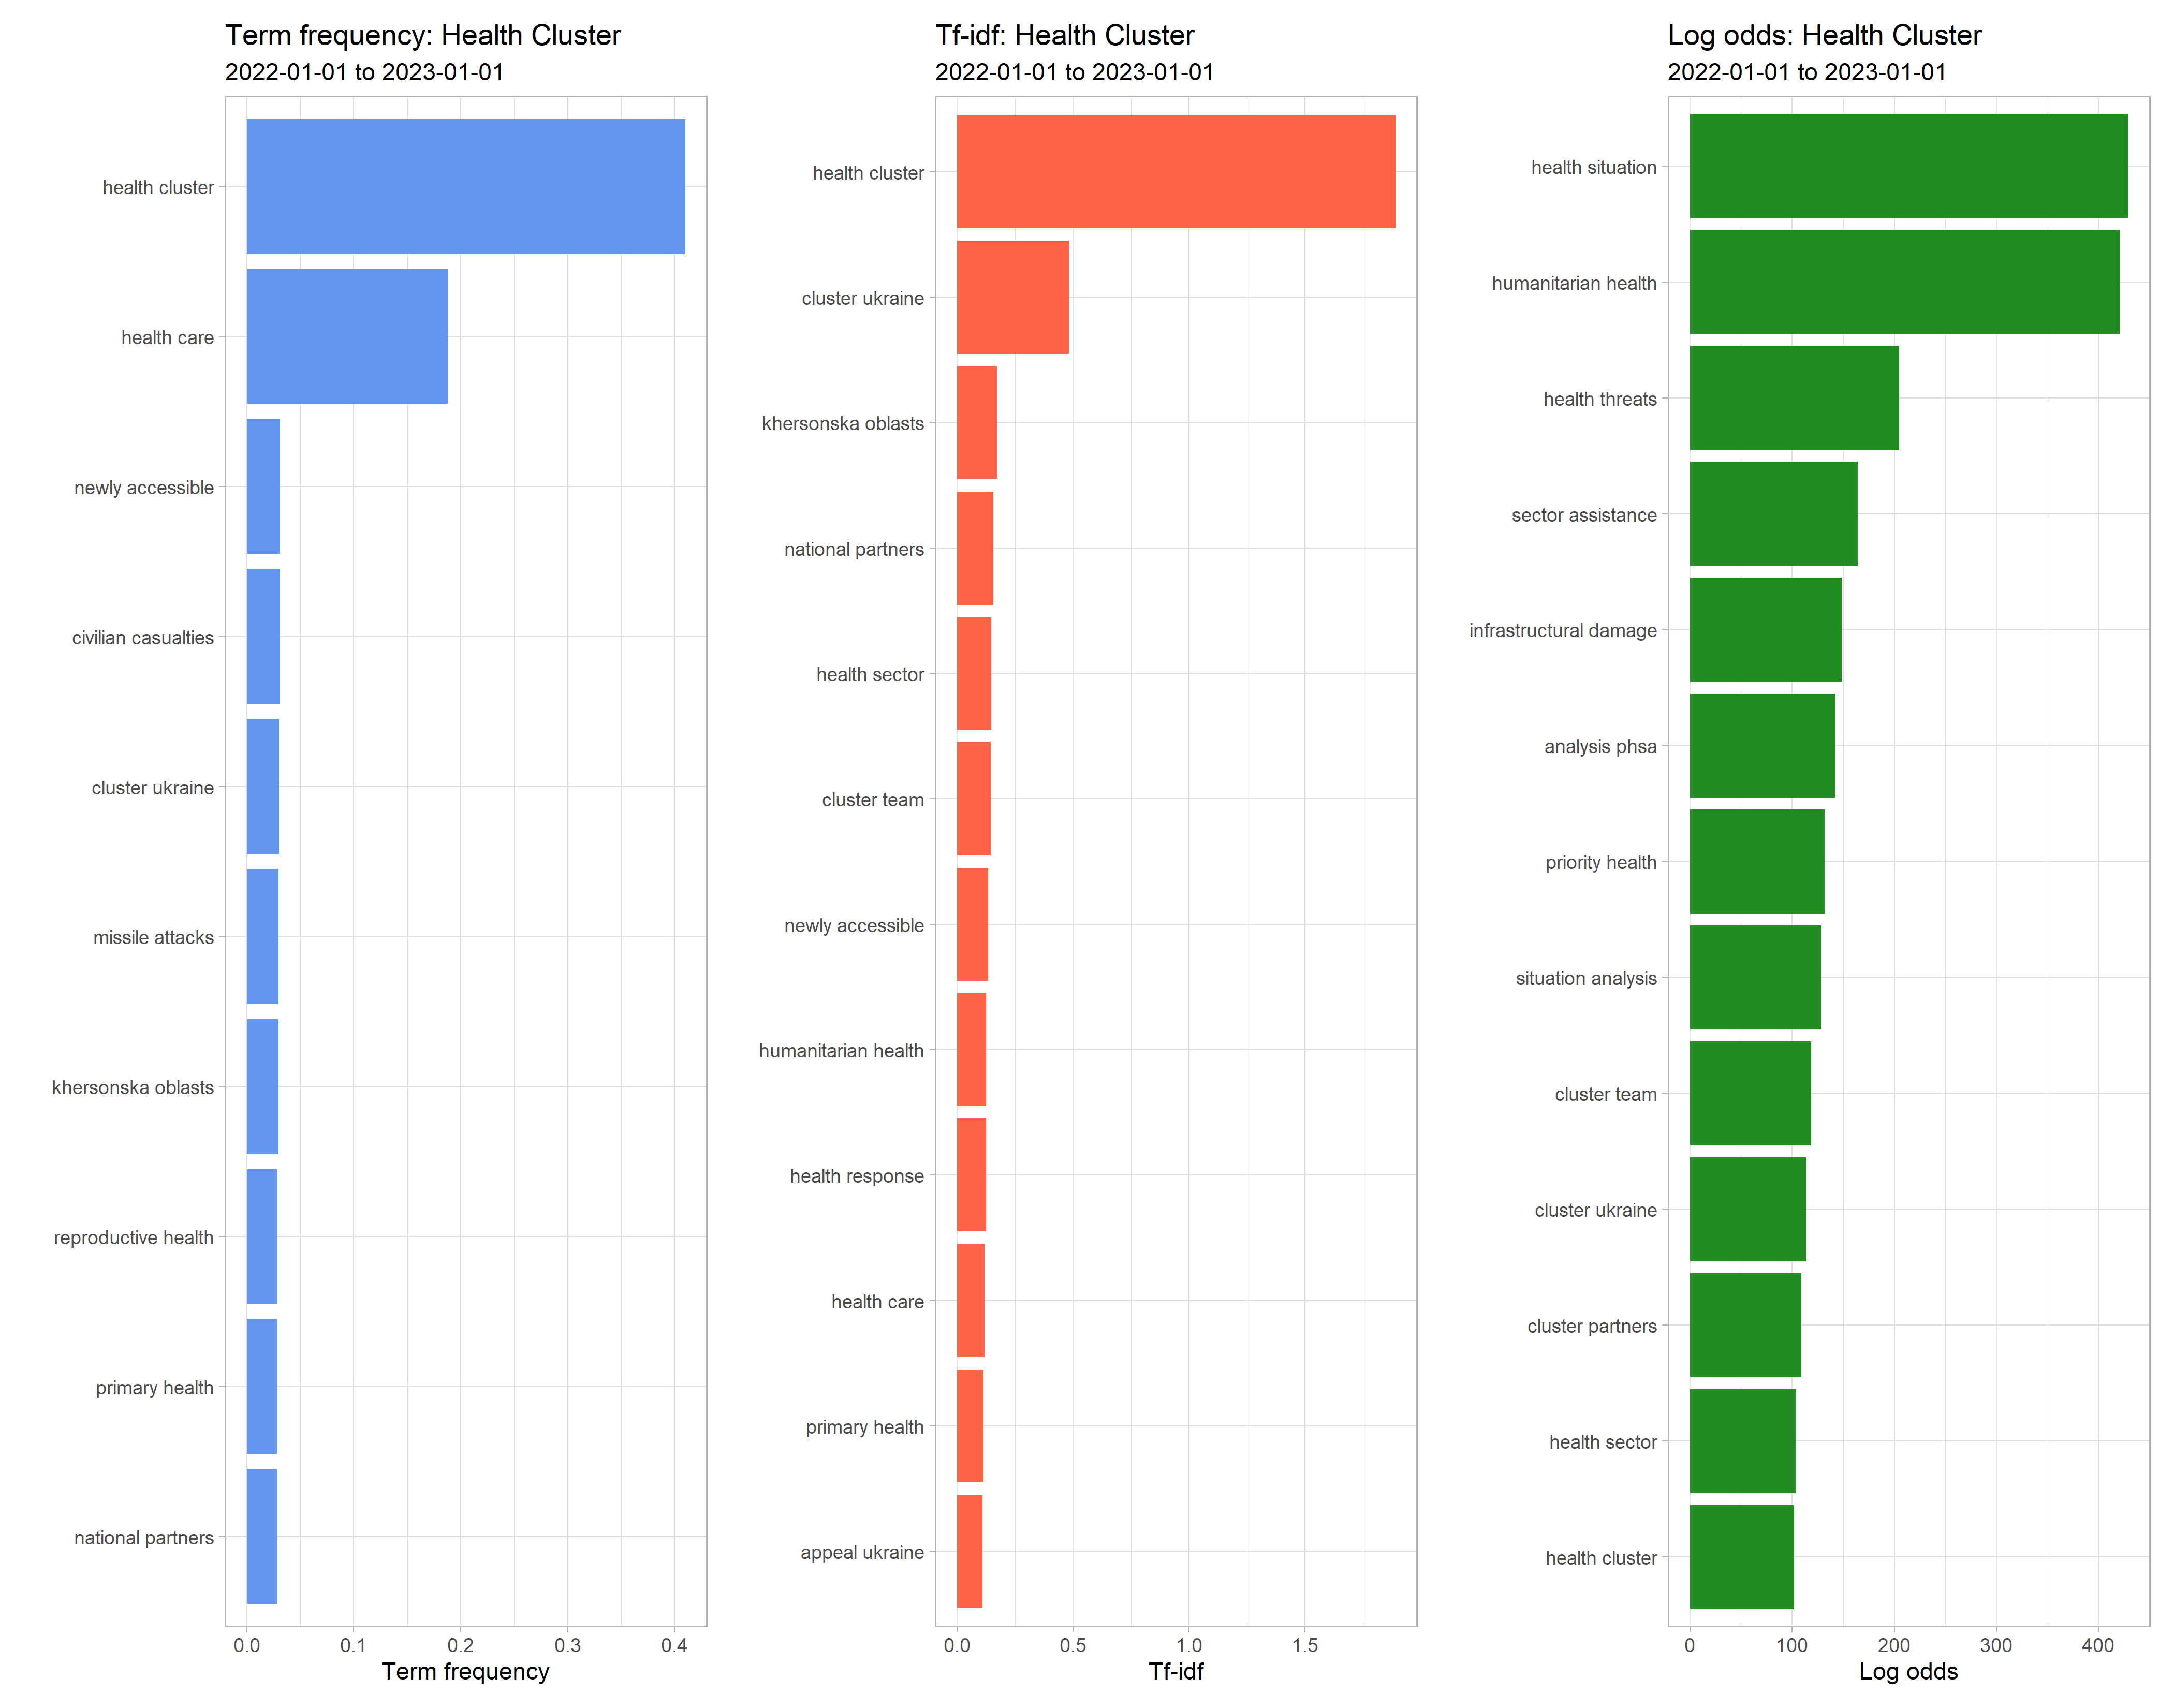 Term frequency: Health Cluster
2022-01-01 to 2023-01-01
health cluster
health care
newly accessible
civilian casualties
cluster ukraine
missile attacks
khersonska oblasts
reproductive health
primary health
national partners
0.0 0.1 0.2 0.3 0.4
Term frequency
Tf-idf: Health Cluster
2022-01-01 to 2023-01-01
health cluster
cluster ukraine
khersonska oblasts
national partners
health sector
cluster team
newly accessible
humanitarian health
health response
health care
primary health
appeal ukraine
0.0 0.5 1.0 1.5
Tf-idf
Log odds: Health Cluster
2022-01-01 to 2023-01-01
health situation
humanitarian health
health threats
sector assistance
infrastructural damage
analysis phsa
priority health
situation analysis
cluster team
cluster ukraine
cluster partners
health sector
health cluster
0 100 200 300 400
Log odds